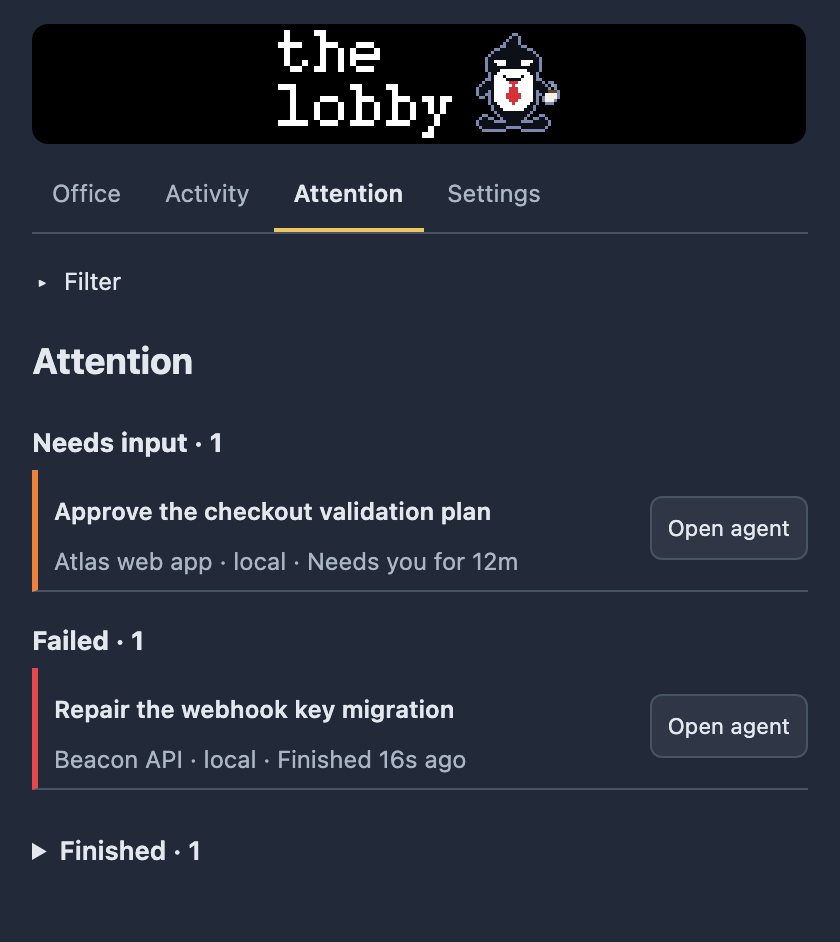 the
lobby
Office Activity Attention Settings
▸ Filter
Attention
Needs input · 1
Approve the checkout validation plan
Atlas web app · local · Needs you for 12m
Open agent
Failed · 1
Repair the webhook key migration
Beacon API · local · Finished 16s ago
Open agent
▶ Finished · 1